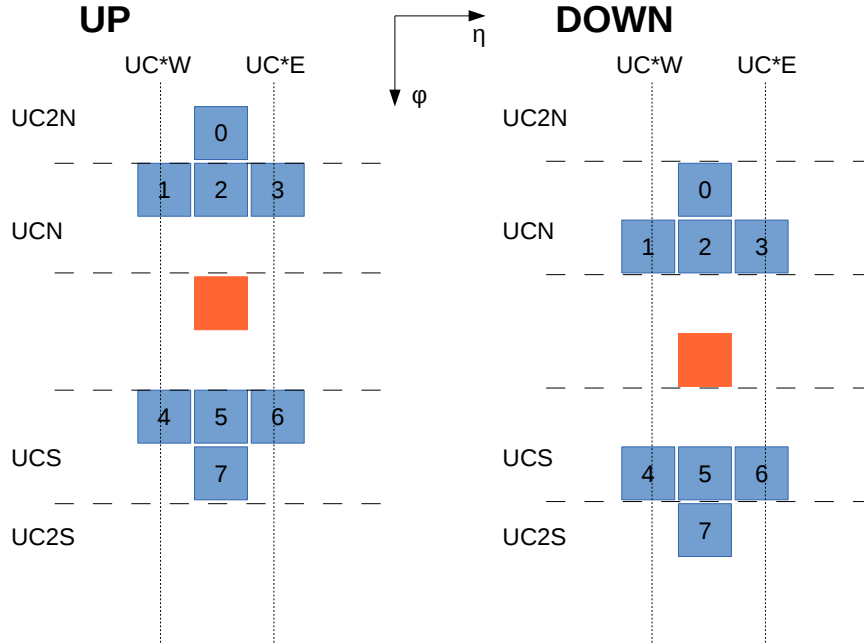 UP
DOWN
η
φ
UC*W UC*E
UC*W UC*E
UC2N
0
1 2 3
UCN
4 5 6
UCS
7
UC2S
UC2N
0
UCN
1 2 3
UCS
4 5 6
UC2S
7